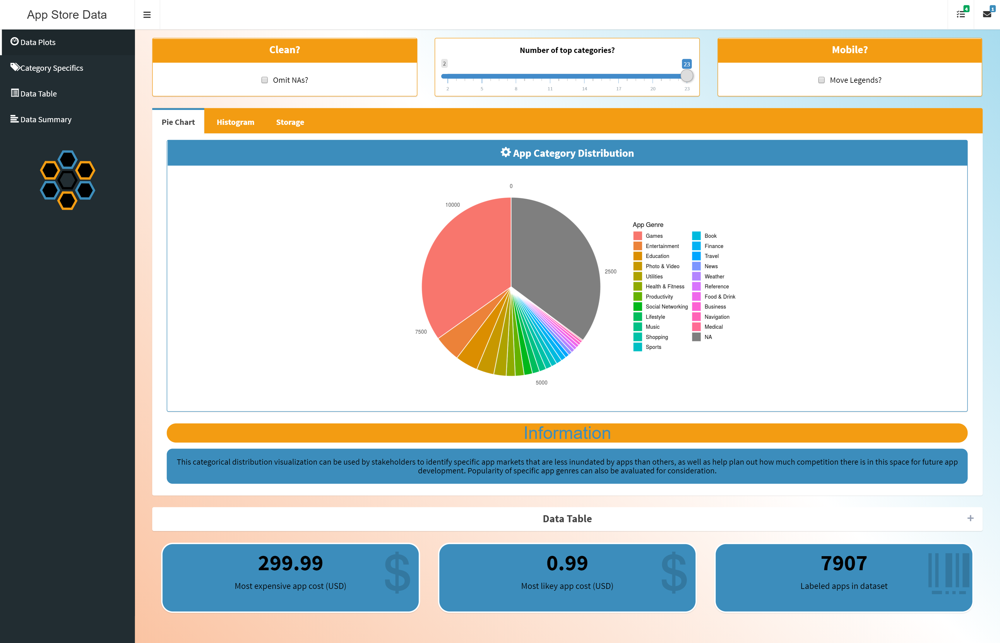 App Store Data
4
1
Data Plots
Category Specifics
Data Table
Data Summary
Clean?
Omit NAs?
Number of top categories?
2
23
2 5 8 11 14 17 20 23
Mobile?
Move Legends?
Pie Chart Histogram Storage
App Category Distribution
0
10000
2500
7500
5000
App Genre
Games
Entertainment
Education
Photo & Video
Utilities
Health & Fitness
Productivity
Social Networking
Lifestyle
Music
Shopping
Sports
Book
Finance
Travel
News
Weather
Reference
Food & Drink
Business
Navigation
Medical
NA
Information
This categorical distribution visualization can be used by stakeholders to identify specific app markets that are less inundated by apps than others, as well as help plan out how much competition there is in this space for future app
development. Popularity of specific app genres can also be avaluated for consideration.
Data Table
299.99
Most expensive app cost (USD)
$
0.99
Most likey app cost (USD)
$
7907
Labeled apps in dataset